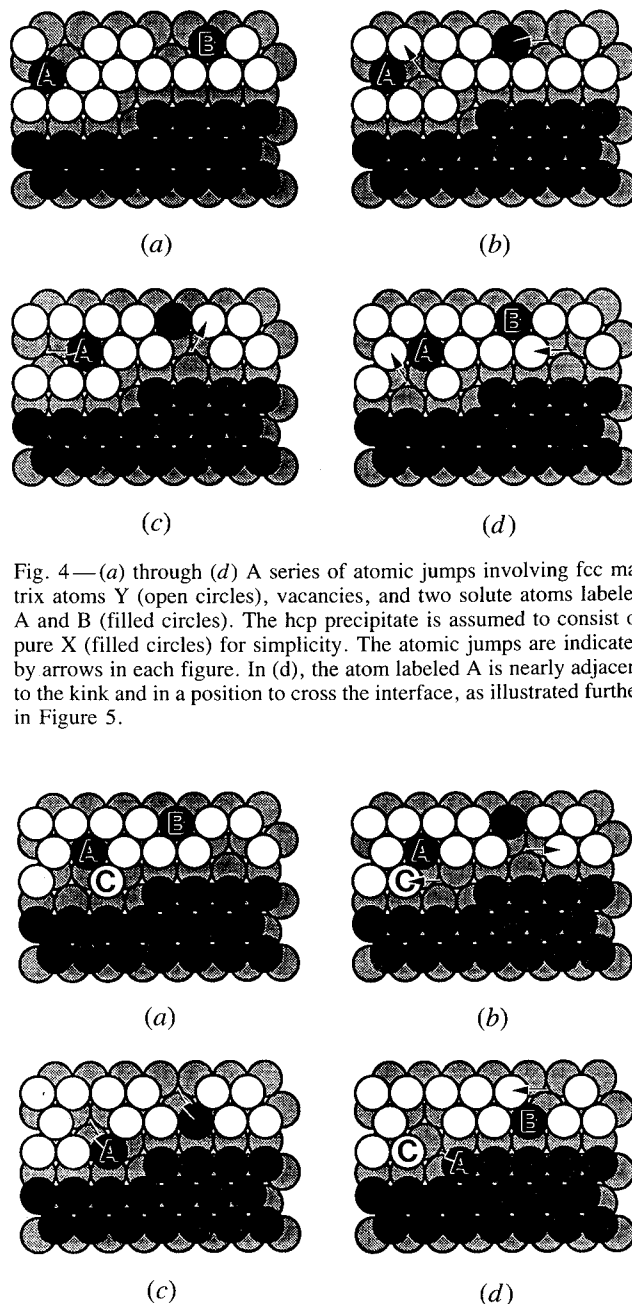 A B
A
(a) (b)
A
A B
(c) (d)
Fig. 4—(a) through (d) A series of atomic jumps involving fcc ma
trix atoms Y (open circles), vacancies, and two solute atoms labele
A and B (filled circles). The hcp precipitate is assumed to consist o
pure X (filled circles) for simplicity. The atomic jumps are indicate
by arrows in each figure. In (d), the atom labeled A is nearly adjacen
to the kink and in a position to cross the interface, as illustrated furthe
in Figure 5.
A B
C
A
C
(a) (b)
A
B
C A
(c) (d)